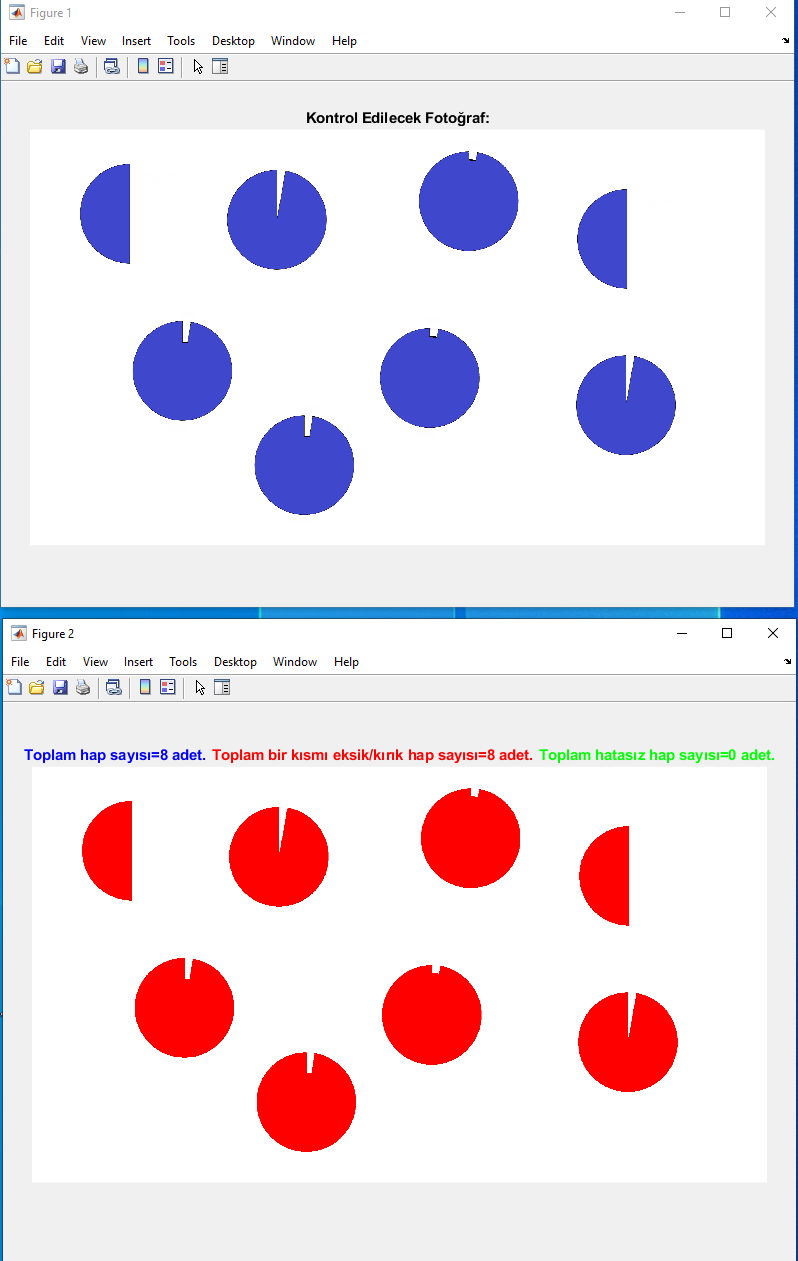 Figure 1
File Edit View Insert Tools Desktop Window Help
Kontrol Edilecek Fotoğraf:
Figure 2
File Edit View Insert Tools Desktop Window Help
Toplam hap sayısı=8 adet. Toplam bir kısmı eksik/kırık hap sayısı=8 adet. Toplam hatasız hap sayısı=0 adet.